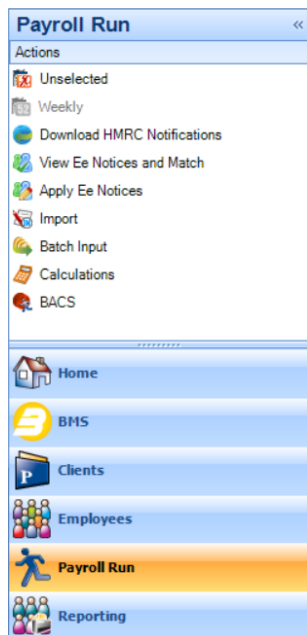 Payroll Run «
Actions
Unselected
52 Weekly
Download HMRC Notifications
View Ee Notices and Match
Apply Ee Notices
Import
Batch Input
Calculations
BACS
Home
BMS
P Clients
Employees
Payroll Run
Reporting